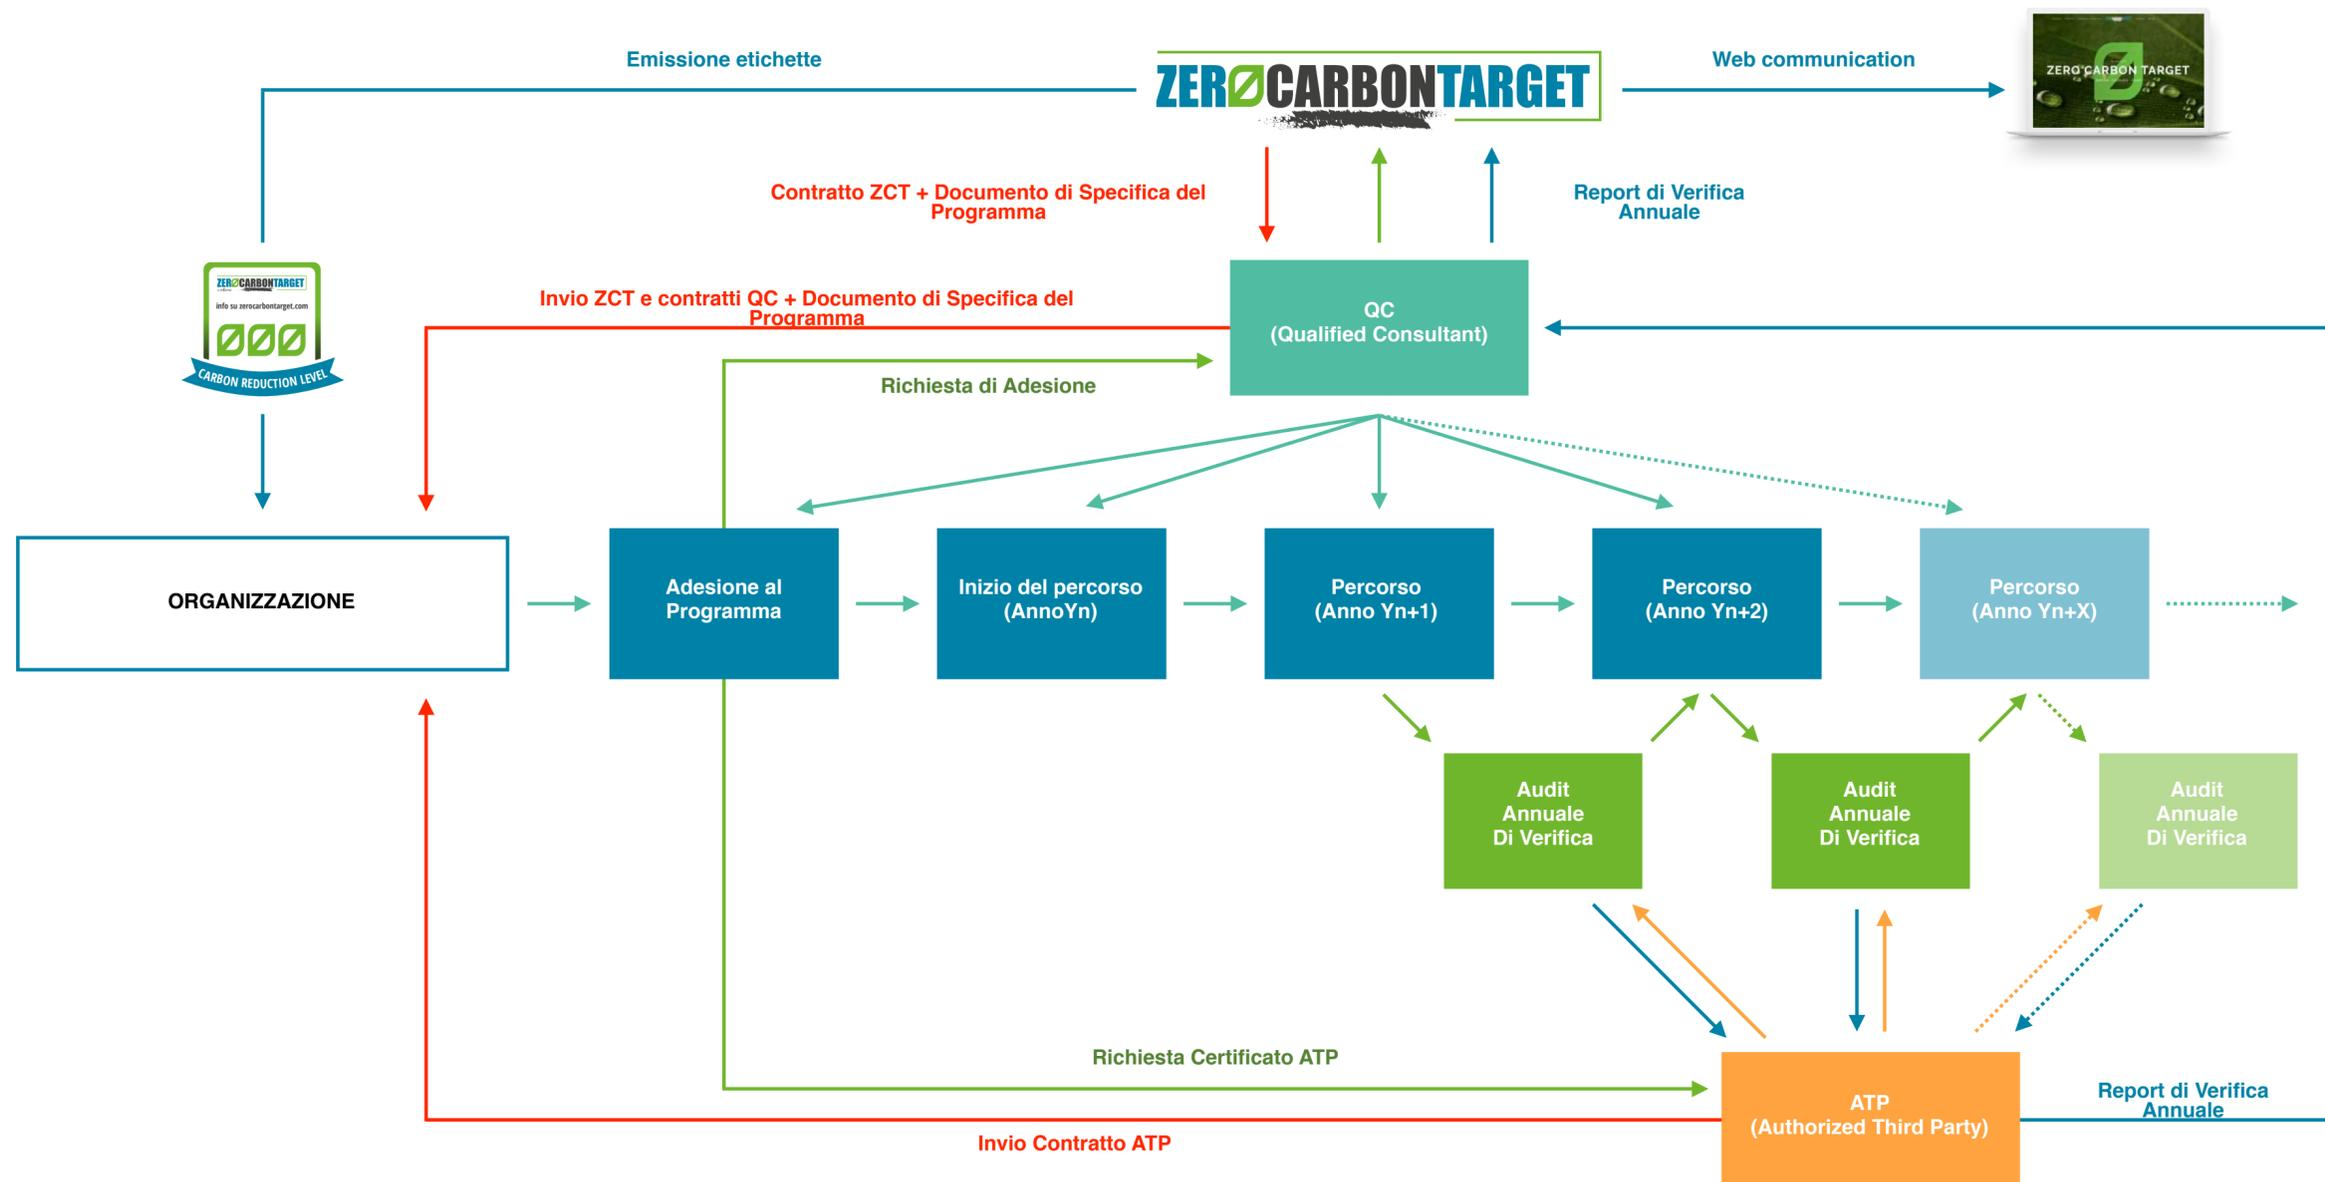 Emissione etichette
ZERØCARBONTARGET
Web communication
ZERO CARBON TARGET
Contratto ZCT + Documento di Specifica del
Programma
Report di Verifica
Annuale
ZERØCARBONTARGET
info su zerocarbontarget.com
CARBON REDUCTION LEVEL
Invio ZCT e contratti QC + Documento di Specifica del
Programma
QC
(Qualified Consultant)
Richiesta di Adesione
ORGANIZZAZIONE
Adesione al
Programma
Inizio del percorso
(AnnoYn)
Percorso
(Anno Yn+1)
Percorso
(Anno Yn+2)
Percorso
(Anno Yn+X)
Audit
Annuale
Di Verifica
Audit
Annuale
Di Verifica
Audit
Annuale
Di Verifica
Richiesta Certificato ATP
Invio Contratto ATP
ATP
(Authorized Third Party)
Report di Verifica
Annuale